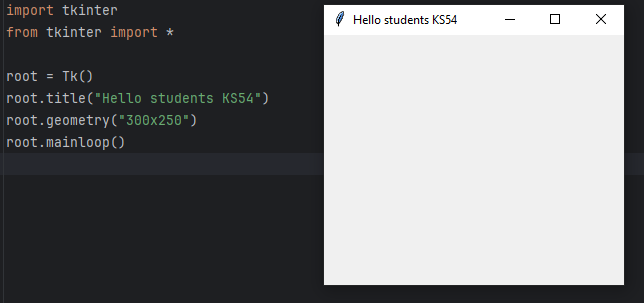 import tkinter
from tkinter import *
root = Tk()
root.title("Hello students KS54")
root.geometry("300x250")
root.mainloop()
Hello students KS54